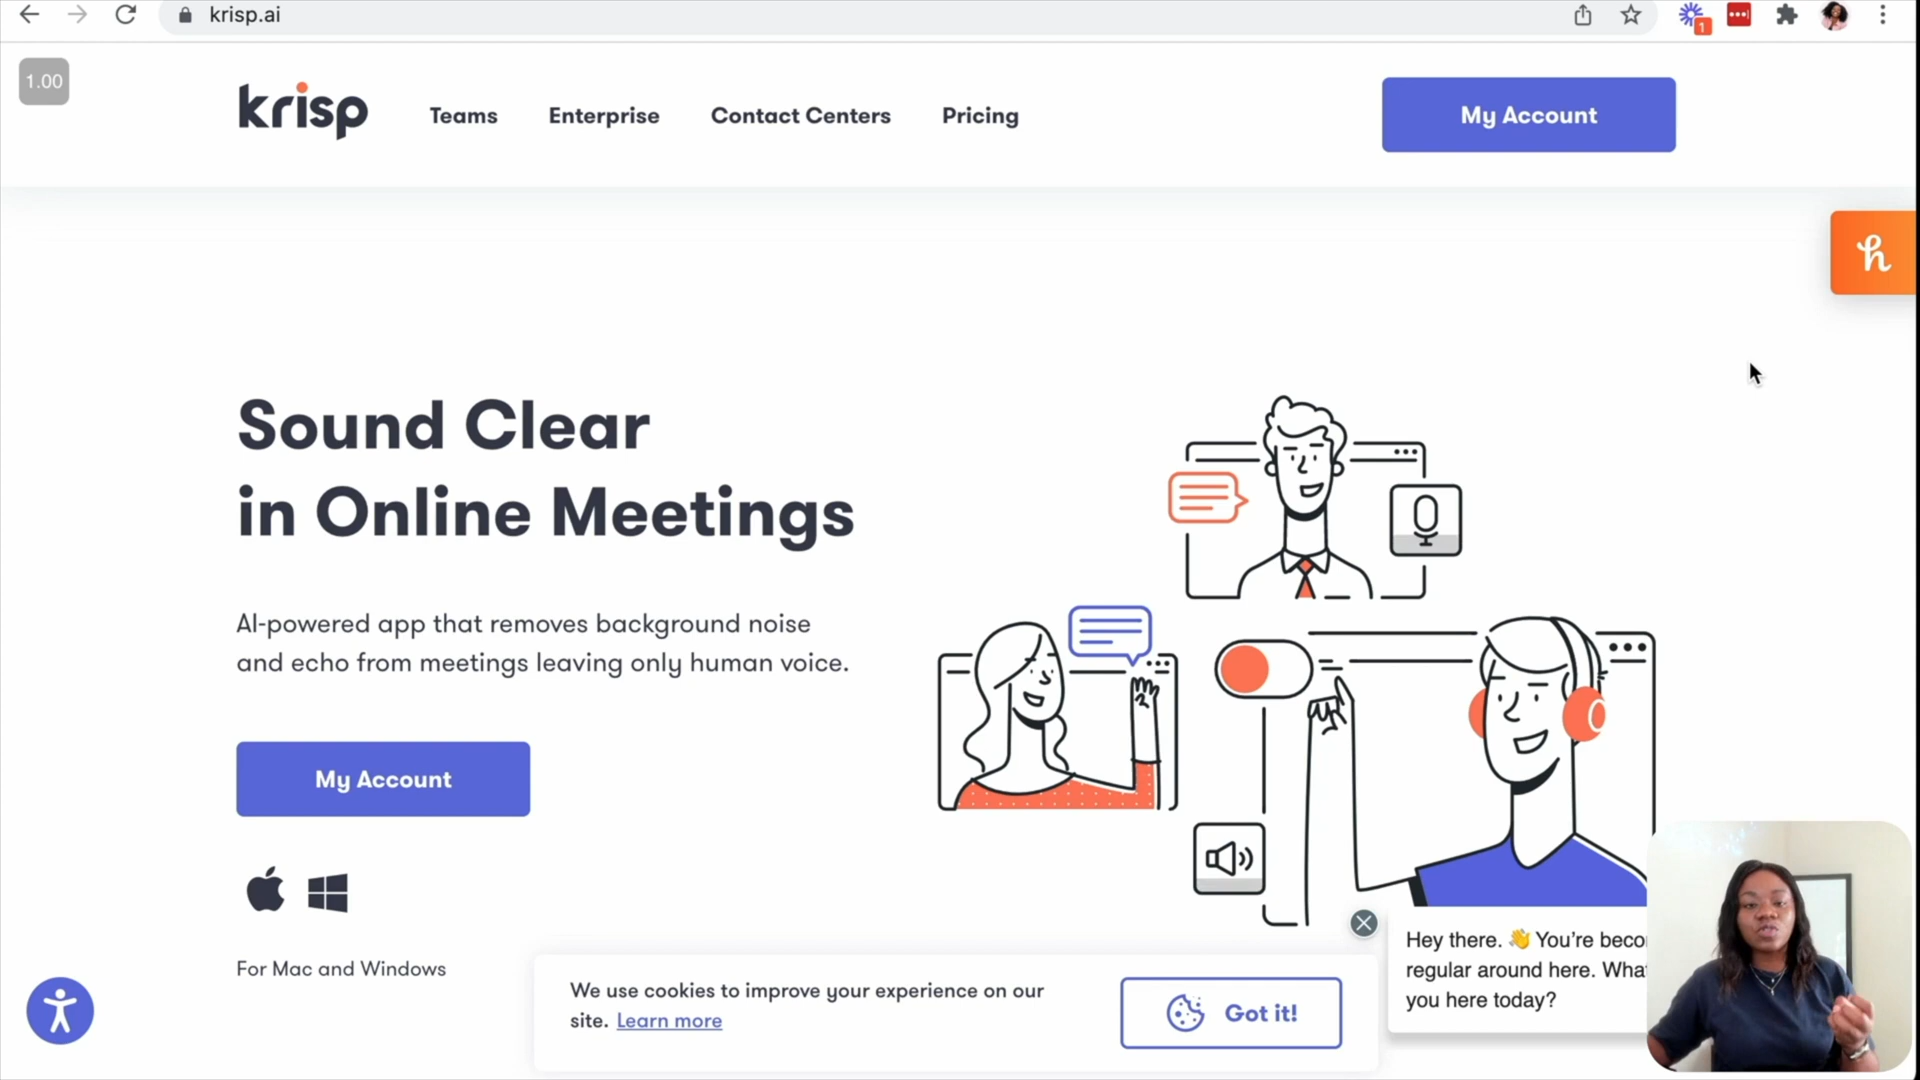 krisp.ai
1
1.00
krisp
Teams
Enterprise
Contact Centers
Pricing
My Account
h
Sound Clear
in Online Meetings
AI-powered app that removes background noise
and echo from meetings leaving only human voice.
My Account
For Mac and Windows
We use cookies to improve your experience on our
site. Learn more
Got it!
Hey there. 👋 You're
regular around here.
you here today?